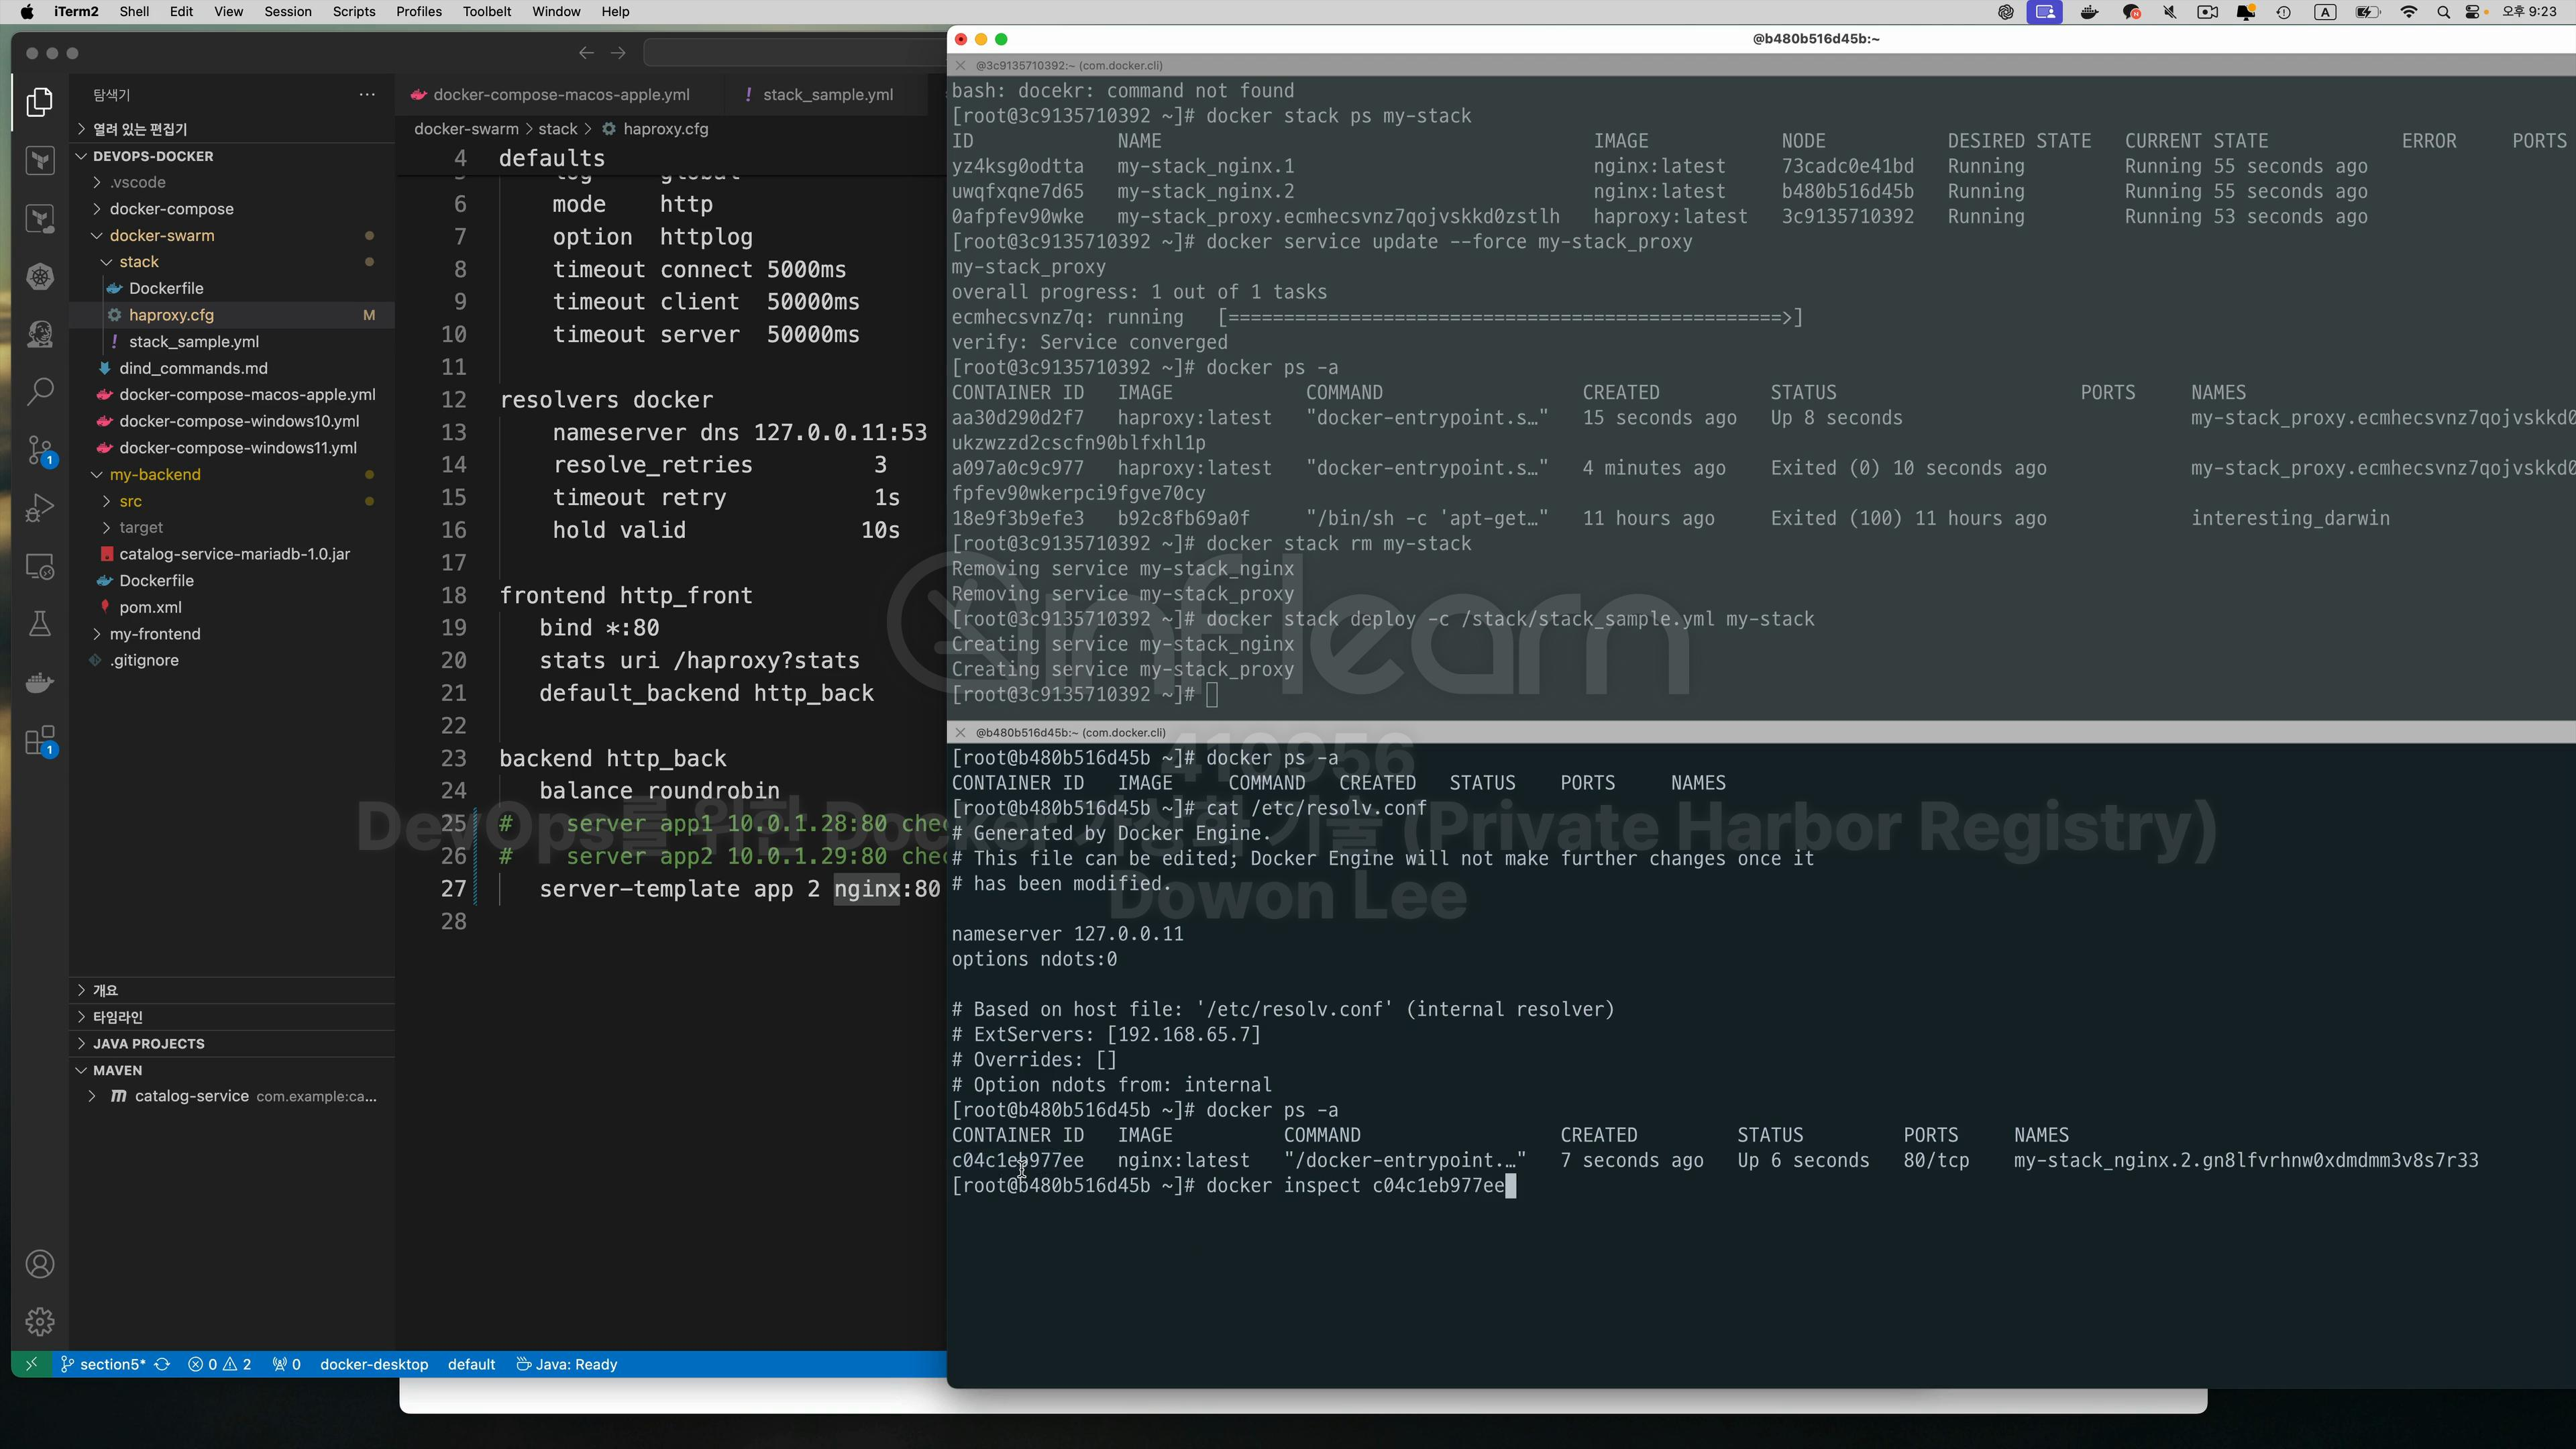 iTerm2 Shell Edit View Session Scripts Profiles Toolbelt Window Help
오후 9:23
탐색기
열려 있는 편집기
DEVOPS-DOCKER
.vscode
docker-compose
docker-swarm
stack
Dockerfile
haproxy.cfg M
stack_sample.yml
dind_commands.md
docker-compose-macos-apple.yml
docker-compose-windows10.yml
docker-compose-windows11.yml
my-backend
src
target
catalog-service-mariadb-1.0.jar
Dockerfile
pom.xml
my-frontend
.gitignore
개요
타임라인
JAVA PROJECTS
MAVEN
catalog-service com.example:ca...
section5* 0 2 0 docker-desktop default Java: Ready
docker-compose-macos-apple.yml stack_sample.yml
docker-swarm > stack > haproxy.cfg
4 defaults
5 log global
6 mode http
7 option httplog
8 timeout connect 5000ms
9 timeout client 50000ms
10 timeout server 50000ms
11
12 resolvers docker
13 nameserver dns 127.0.0.11:53
14 resolve_retries 3
15 timeout retry 1s
16 hold valid 10s
17
18 frontend http_front
19 bind *:80
20 stats uri /haproxy?stats
21 default_backend http_back
22
23 backend http_back
24 balance roundrobin
25 # server app1 10.0.1.28:80 chec
26 # server app2 10.0.1.29:80 chec
27 server-template app 2 nginx:80
28
@b480b516d45b:~
@3c9135710392:~ (com.docker.cli)
bash: docekr: command not found
[root@3c9135710392 ~]# docker stack ps my-stack
ID NAME IMAGE NODE DESIRED STATE CURRENT STATE ERROR PORTS
yz4ksg0odtta my-stack_nginx.1 nginx:latest 73cadc0e41bd Running Running 55 seconds ago
uwqfxqne7d65 my-stack_nginx.2 nginx:latest b480b516d45b Running Running 55 seconds ago
0afpfev90wke my-stack_proxy.ecmhecsvnz7qojvskkd0zstlh haproxy:latest 3c9135710392 Running Running 53 seconds ago
[root@3c9135710392 ~]# docker service update --force my-stack_proxy
my-stack_proxy
overall progress: 1 out of 1 tasks
ecmhecsvnz7q: running [==================================================>]
verify: Service converged
[root@3c9135710392 ~]# docker ps -a
CONTAINER ID IMAGE COMMAND CREATED STATUS PORTS NAMES
aa30d290d2f7 haproxy:latest "docker-entrypoint.s…" 15 seconds ago Up 8 seconds my-stack_proxy.ecmhecsvnz7qojvskkd0
ukzwzzd2cscfn90blfxhl1p
a097a0c9c977 haproxy:latest "docker-entrypoint.s…" 4 minutes ago Exited (0) 10 seconds ago my-stack_proxy.ecmhecsvnz7qojvskkd0
fpfev90wkerpci9fgve70cy
18e9f3b9efe3 b92c8fb69a0f "/bin/sh -c 'apt-get…" 11 hours ago Exited (100) 11 hours ago interesting_darwin
[root@3c9135710392 ~]# docker stack rm my-stack
Removing service my-stack_nginx
Removing service my-stack_proxy
[root@3c9135710392 ~]# docker stack deploy -c /stack/stack_sample.yml my-stack
Creating service my-stack_nginx
Creating service my-stack_proxy
[root@3c9135710392 ~]#
@b480b516d45b:~ (com.docker.cli)
[root@b480b516d45b ~]# docker ps -a
CONTAINER ID IMAGE COMMAND CREATED STATUS PORTS NAMES
[root@b480b516d45b ~]# cat /etc/resolv.conf
# Generated by Docker Engine.
# This file can be edited; Docker Engine will not make further changes once it
# has been modified.
nameserver 127.0.0.11
options ndots:0
# Based on host file: '/etc/resolv.conf' (internal resolver)
# ExtServers: [192.168.65.7]
# Overrides: []
# Option ndots from: internal
[root@b480b516d45b ~]# docker ps -a
CONTAINER ID IMAGE COMMAND CREATED STATUS PORTS NAMES
c04c1eb977ee nginx:latest "/docker-entrypoint.…" 7 seconds ago Up 6 seconds 80/tcp my-stack_nginx.2.gn8lfvrhnw0xdmdmm3v8s7r33
[root@b480b516d45b ~]# docker inspect c04c1eb977ee
inflearn
410956
DevOps를 위한 Docker 가상화 기술 (Private Harbor Registry)
Dowon Lee